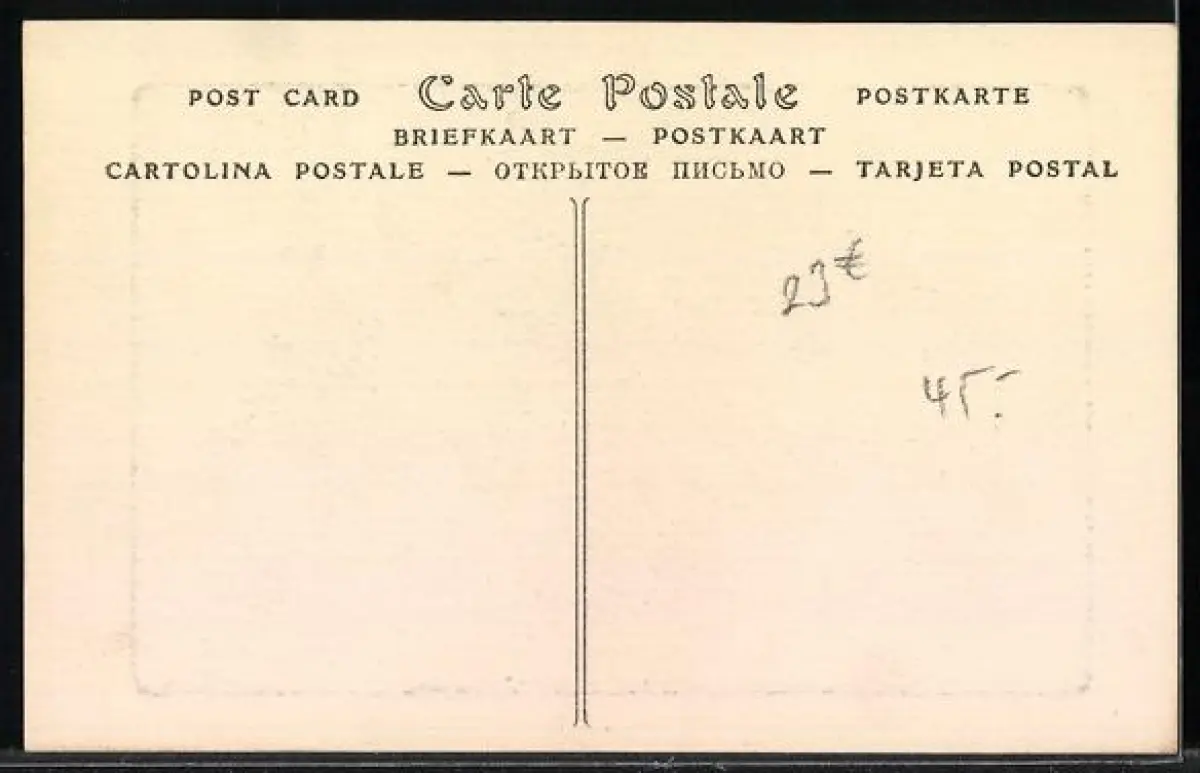 POST CARD Carte Postale POSTKARTE
BRIEFKAART — POSTKAART
CARTOLINA POSTALE — ОТКРЫТОЕ ПИСЬМО — TARJETA POSTAL
23 €
45.-